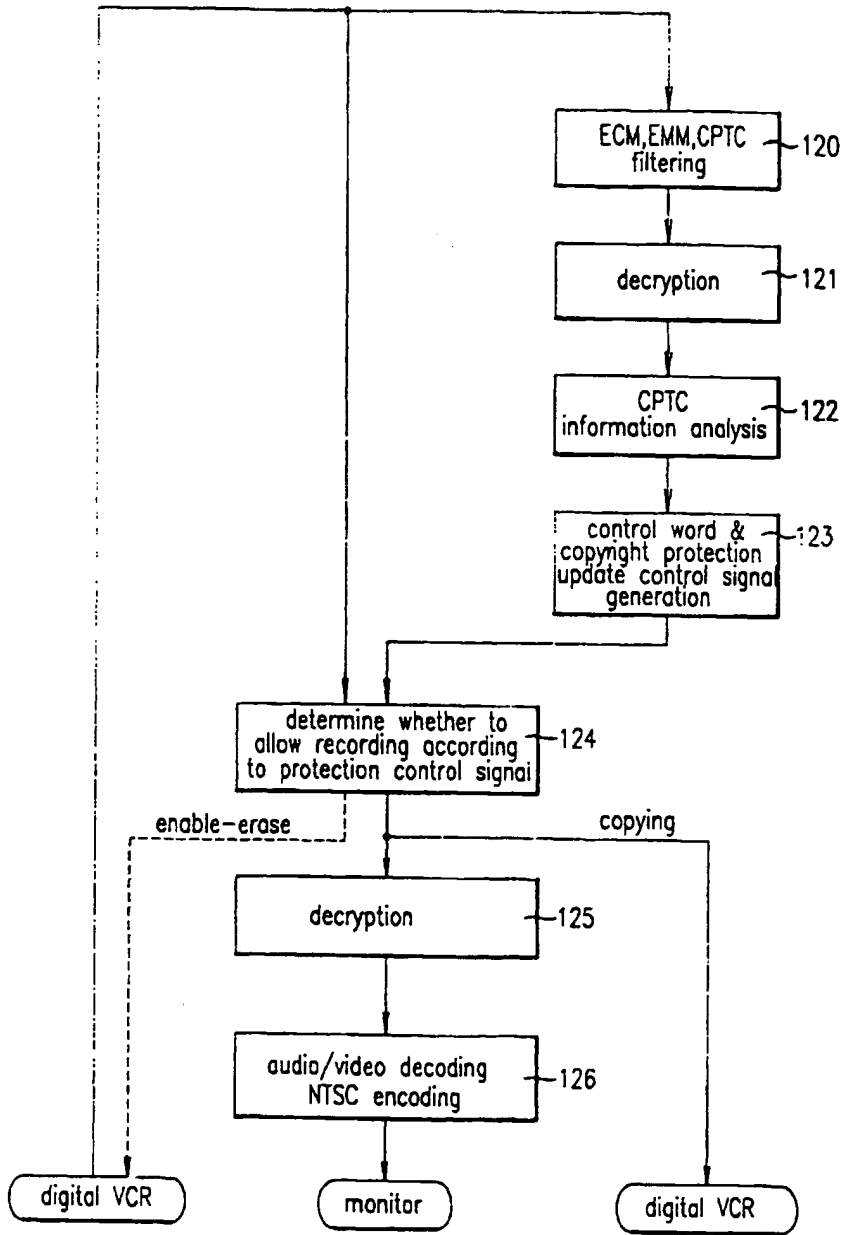 ECM,EMM,CPTC
filtering
120
decryption
121
CPTC
information analysis
122
control word &
copyright protection
update control signal
generation
123
determine whether to
allow recording according
to protection control signal
124
enable-erase
copying
decryption
125
audio/video decoding
NTSC encoding
126
digital VCR
monitor
digital VCR